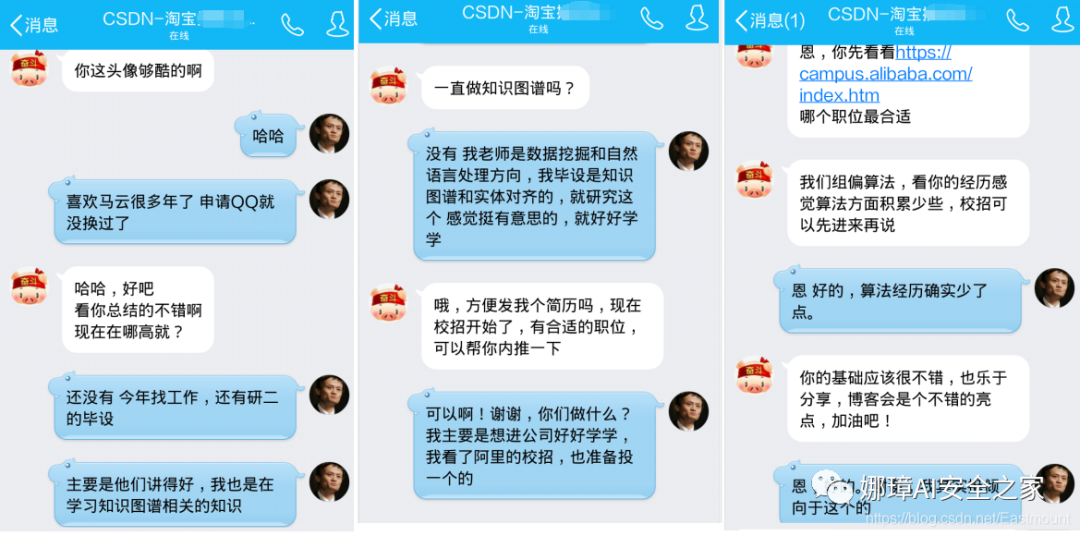 消息
CSDN-淘宝
...
在线
你这头像够酷的啊
哈哈
喜欢马云很多年了 申请QQ就
没换过了
哈哈，好吧
看你总结的不错啊
现在在哪高就？
还没有 今年找工作，还有研二
的毕设
主要是他们讲得好，我也是在
学习知识图谱相关的知识
消息
CSDN-淘宝
在线
一直做知识图谱吗？
没有 我老师是数据挖掘和自然
语言处理方向，我毕设是知识
图谱和实体对齐的，就研究这
个 感觉挺有意思的，就好好学
学
哦，方便发我个简历吗，现在
校招开始了，有合适的职位，
可以帮你内推一下
可以啊！谢谢，你们做什么？
我主要是想进公司好好学学，
我看了阿里的校招，也准备投
一个的
消息(1)
CSDN-淘宝
在线
恩，你先看看https://
campus.alibaba.com/
index.htm
哪个职位最合适
我们组偏算法，看你的经历感
觉算法方面积累少些，校招可
以先进来再说
恩 好的，算法经历确实少了
点。
你的基础应该很不错，也乐于
分享，博客会是个不错的亮
点，加油吧！
恩
向于这个的
奋斗
奋斗
奋斗
奋斗
奋斗
奋斗
娜璋AI安全之家
https://blog.csdn.net/Eastmount